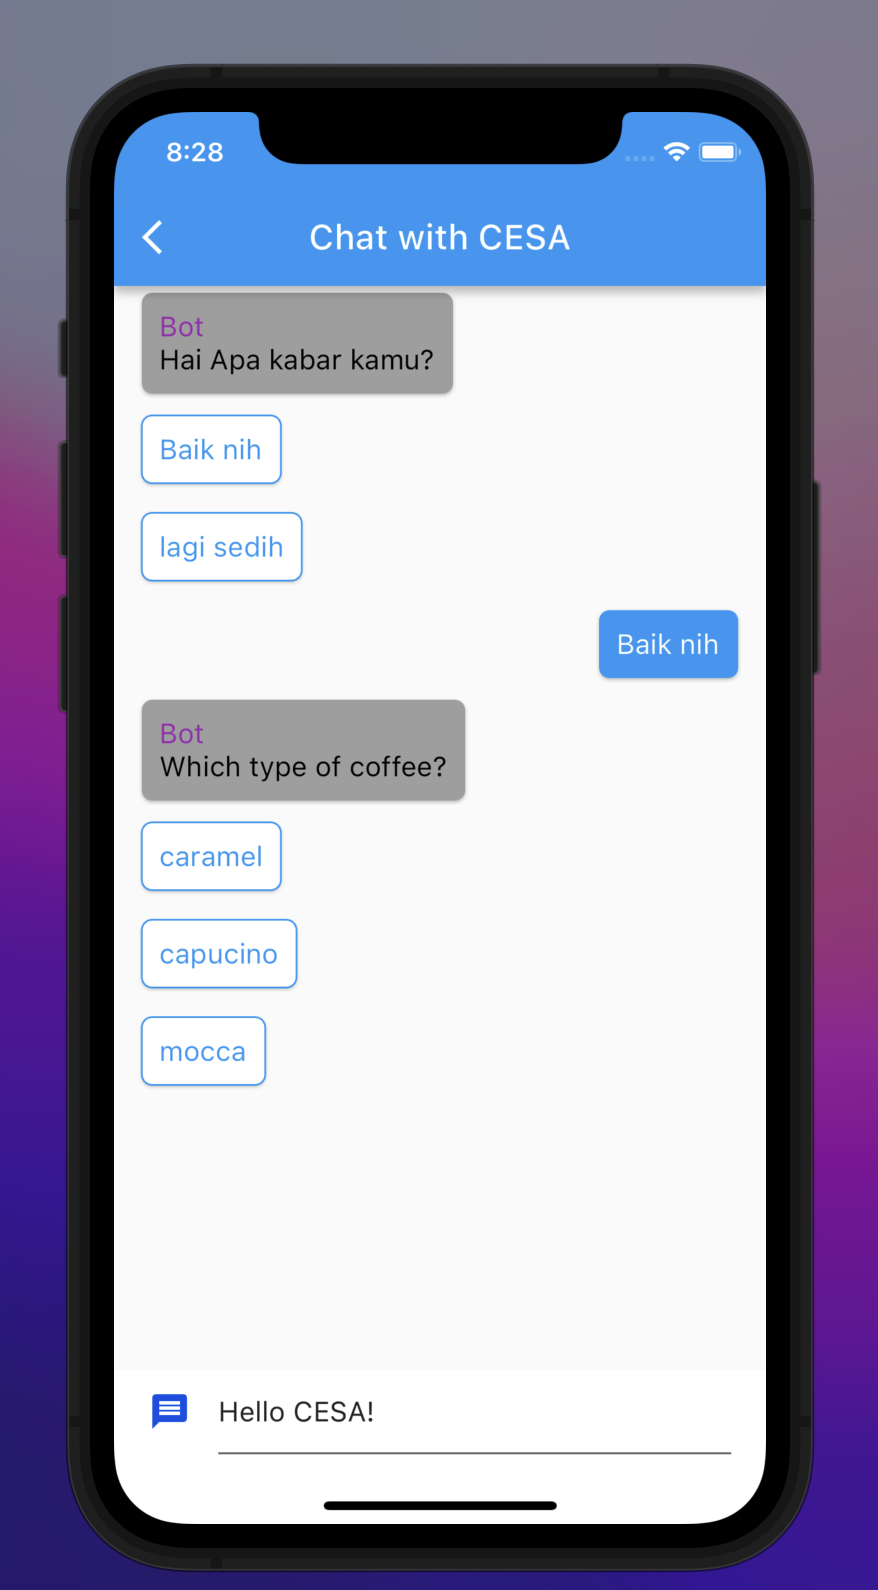 8:28
Chat with CESA
Bot
Hai Apa kabar kamu?
Baik nih
lagi sedih
Baik nih
Bot
Which type of coffee?
caramel
capucino
mocca
Hello CESA!